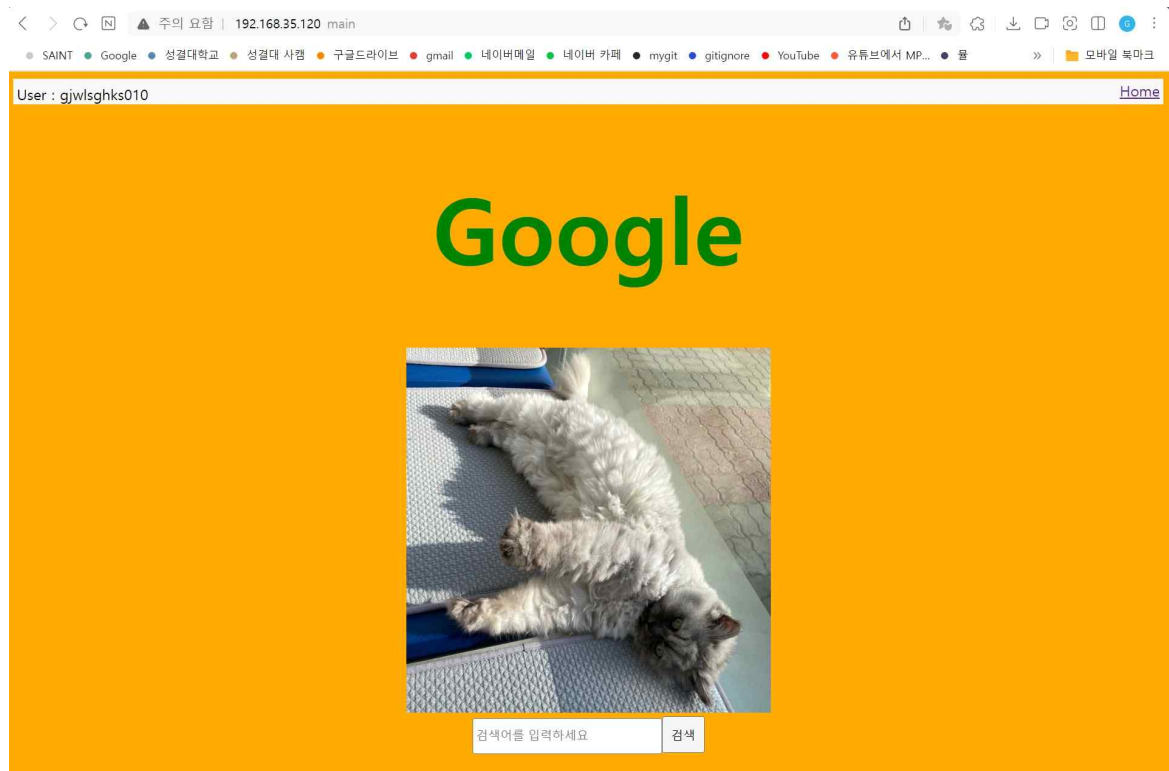 주의 요함 | 192.168.35.120 main
SAINT Google 성결대학교 성결대 사캠 구글드라이브 gmail 네이버메일 네이버 카페 mygit gitignore YouTube 유튜브에서 MP... 뮬 » 모바일 북마크
User : gjwlsghks010 Home
Google
검색어를 입력하세요 검색